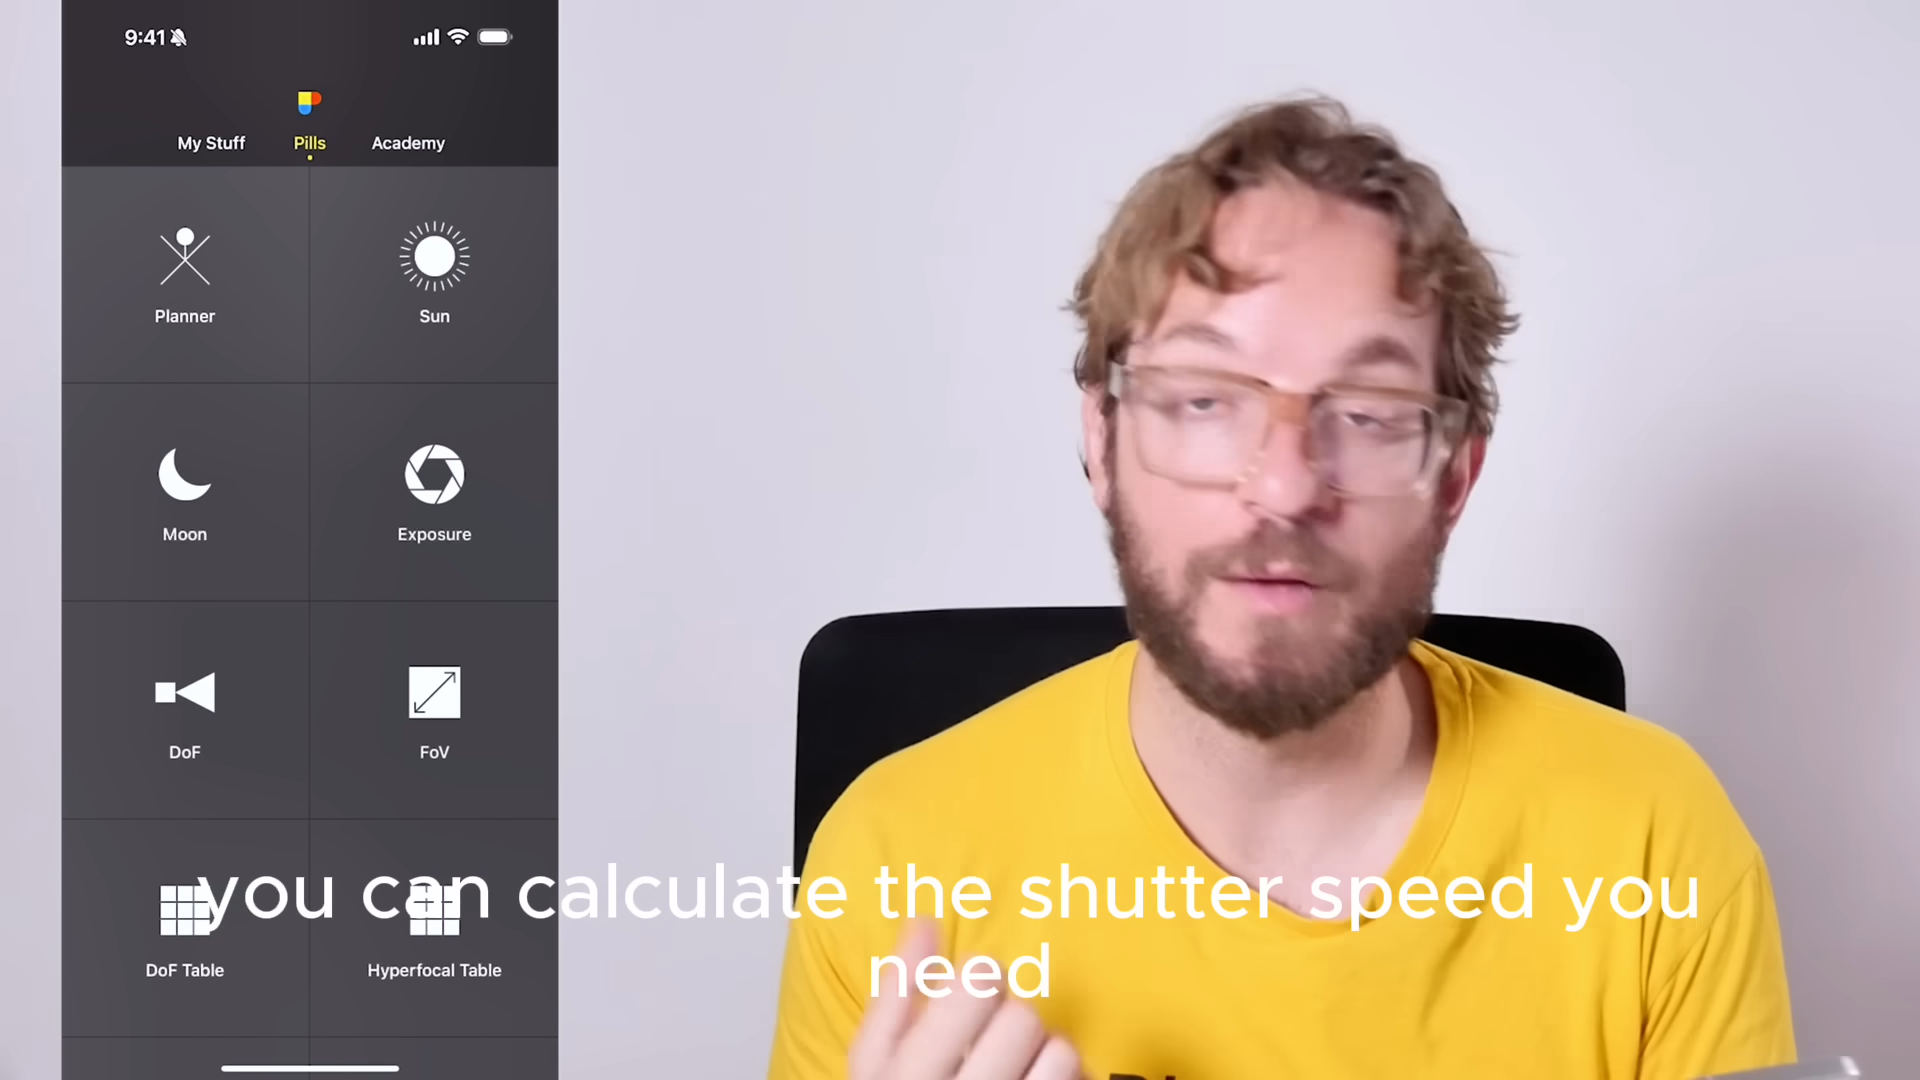 9:41
My Stuff Pills Academy
Planner Sun
Moon Exposure
DoF FoV
DoF Table Hyperfocal Table
you can calculate the shutter speed you
need